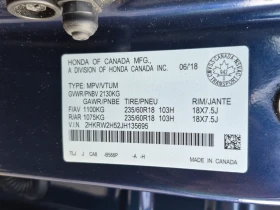 HONDA OF CANADA MFG., 06/18
A DIVISION OF HONDA CANADA INC.
TYPE: MPV/VTUM
GVWR/PNBV 2130KG
GAWR/PNBE TIRE/PNEU RIM/JANTE
F/AV 1100KG 235/60R18 103H 18X7.5J
R/AR 1075KG 235/60R18 103H 18X7.5J
V.I.N: 2HKRW2H52JH135695
MADE IN CANADA